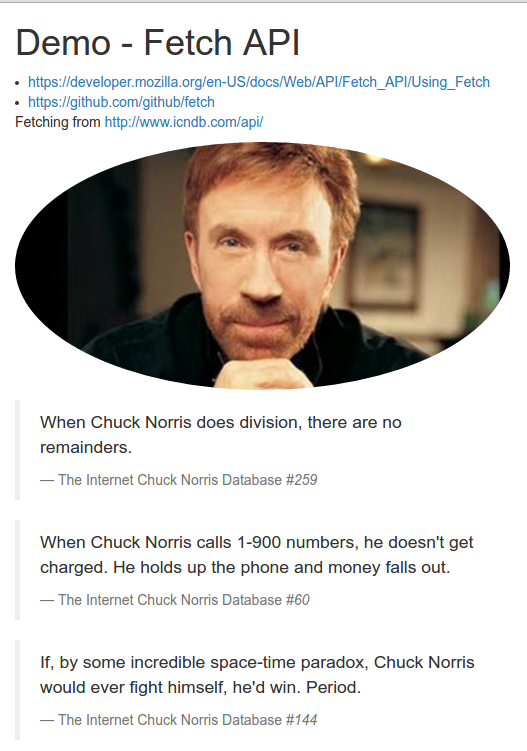 Demo - Fetch API
https://developer.mozilla.org/en-US/docs/Web/API/Fetch_API/Using_Fetch
https://github.com/github/fetch
Fetching from http://www.icndb.com/api/
When Chuck Norris does division, there are no
remainders.
— The Internet Chuck Norris Database #259
When Chuck Norris calls 1-900 numbers, he doesn't get
charged. He holds up the phone and money falls out.
— The Internet Chuck Norris Database #60
If, by some incredible space-time paradox, Chuck Norris
would ever fight himself, he'd win. Period.
— The Internet Chuck Norris Database #144